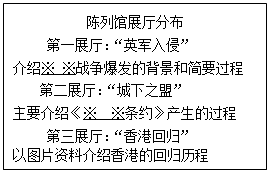 陈列馆展厅分布
第一展厅：“英军入侵”
介绍※ ※战争爆发的背景和简要过程
第二展厅：“城下之盟”
主要介绍《※ ※条约》产生的过程
第三展厅：“香港回归”
以图片资料介绍香港的回归历程